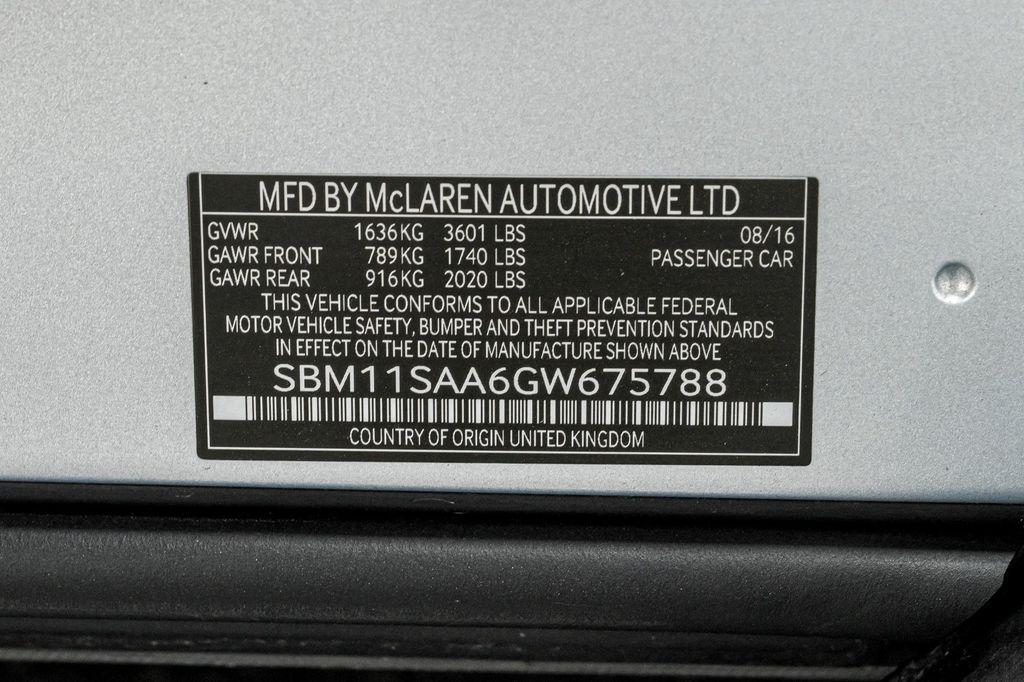 MFD BY McLAREN AUTOMOTIVE LTD
GVWR 1636KG 3601 LBS 08/16
GAWR FRONT 789KG 1740 LBS PASSENGER CAR
GAWR REAR 916KG 2020 LBS
THIS VEHICLE CONFORMS TO ALL APPLICABLE FEDERAL
MOTOR VEHICLE SAFETY, BUMPER AND THEFT PREVENTION STANDARDS
IN EFFECT ON THE DATE OF MANUFACTURE SHOWN ABOVE
SBM11SAA6GW675788
COUNTRY OF ORIGIN UNITED KINGDOM